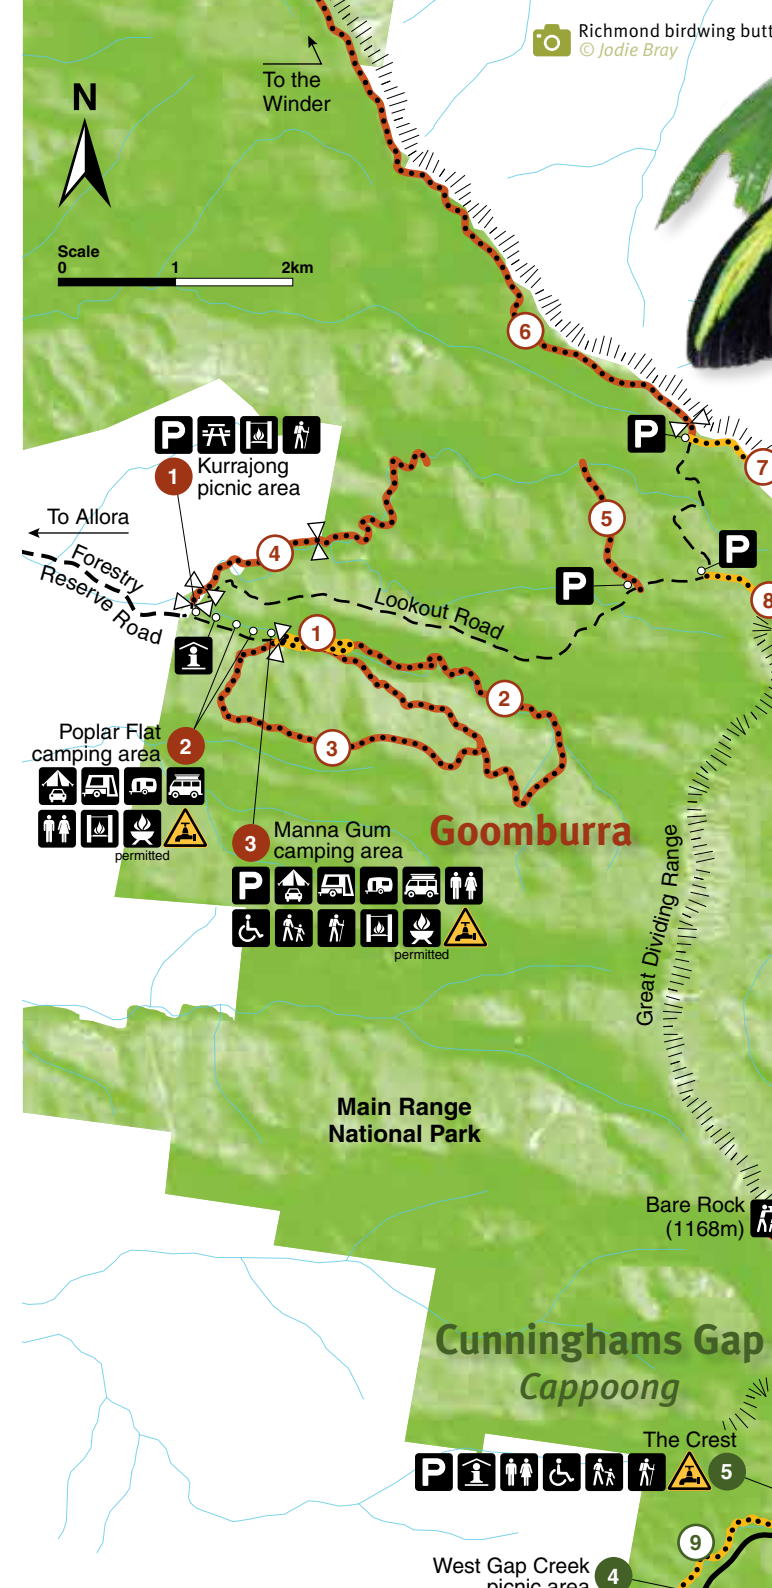 Richmond birdwing butt
© Jodie Bray
To the
Winder
N
Scale
0 1 2km
6
P
7
P
P
Kurrajong
picnic area
1
To Allora
Forestry
Reserve Road
4
5
P
P
8
Lookout Road
1
2
3
Poplar Flat
camping area
2
permitted
3
Manna Gum
camping area
P
permitted
Goomburra
Great Dividing Range
Main Range
National Park
Bare Rock
(1168m)
Cunninghams Gap
Cappoong
The Crest
P
5
9
West Gap Creek
picnic area
4